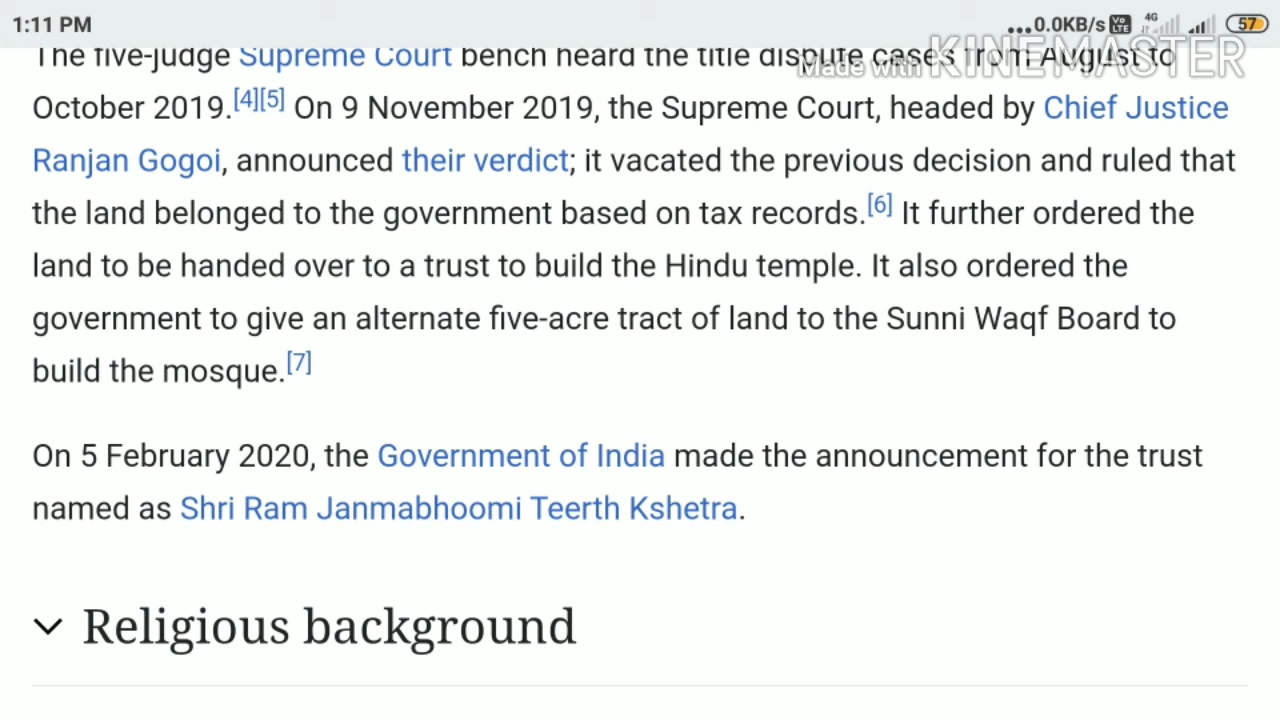 1:11 PM ...0.0KB/s Vo LTE 4G 57
Made with KINEMASTER
The five-judge Supreme Court bench heard the title dispute cases from August to
October 2019.[4][5] On 9 November 2019, the Supreme Court, headed by Chief Justice
Ranjan Gogoi, announced their verdict; it vacated the previous decision and ruled that
the land belonged to the government based on tax records.[6] It further ordered the
land to be handed over to a trust to build the Hindu temple. It also ordered the
government to give an alternate five-acre tract of land to the Sunni Waqf Board to
build the mosque.[7]
On 5 February 2020, the Government of India made the announcement for the trust
named as Shri Ram Janmabhoomi Teerth Kshetra.
Religious background